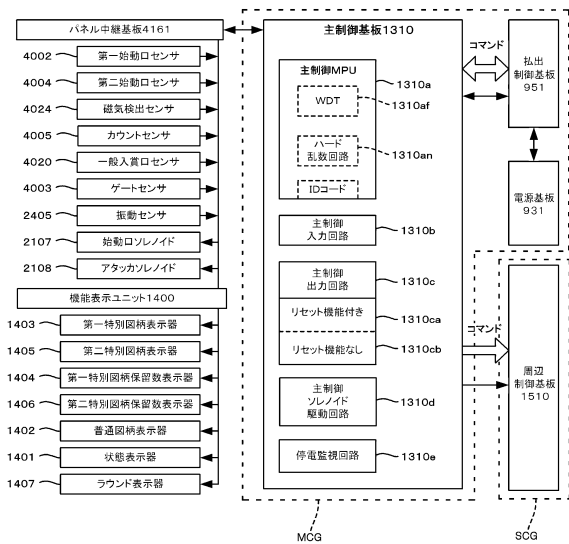 パネル中継基板4161
4002 第一始動口センサ
4004 第二始動口センサ
4024 磁気検出センサ
4005 カウントセンサ
4020 一般入賞口センサ
4003 ゲートセンサ
2405 振動センサ
2107 始動口ソレノイド
2108 アタッカソレノイド
機能表示ユニット1400
1403 第一特別図柄表示器
1405 第二特別図柄表示器
1404 第一特別図柄保留数表示器
1406 第二特別図柄保留数表示器
1402 普通図柄表示器
1401 状態表示器
1407 ラウンド表示器
主制御基板1310
主制御MPU
1310a
WDT
1310af
ハード
乱数回路
1310an
IDコード
主制御
入力回路
1310b
主制御
出力回路
1310c
リセット機能付き
1310ca
リセット機能なし
1310cb
主制御
ソレノイド
駆動回路
1310d
停電監視回路
1310e
コマンド
払出
制御基板
951
電源基板
931
コマンド
周辺
制御基板
1510
MCG
SCG